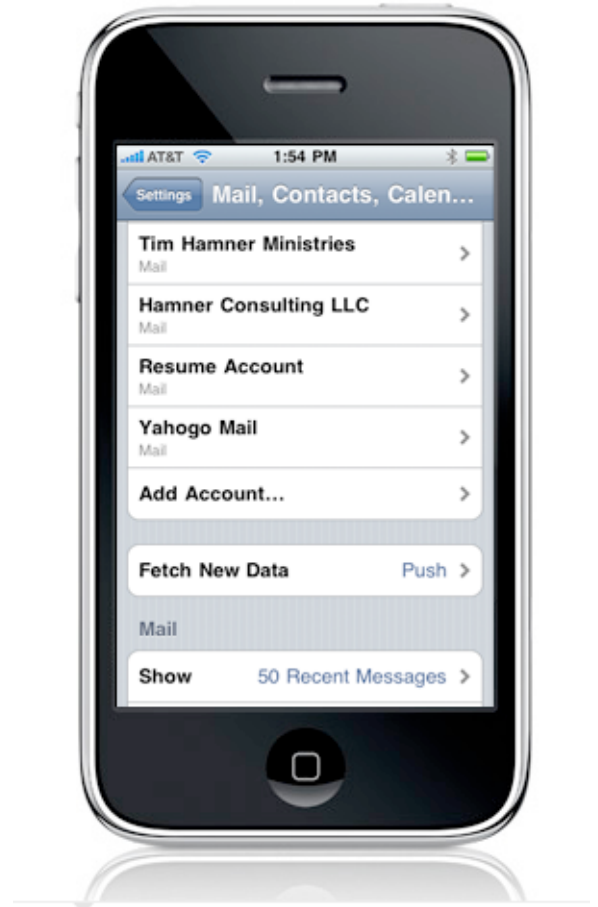 AT&T 1:54 PM
Settings Mail, Contacts, Calen...
Tim Hamner Ministries
Mail
Hamner Consulting LLC
Mail
Resume Account
Mail
Yahogo Mail
Mail
Add Account...
Fetch New Data Push
Mail
Show 50 Recent Messages